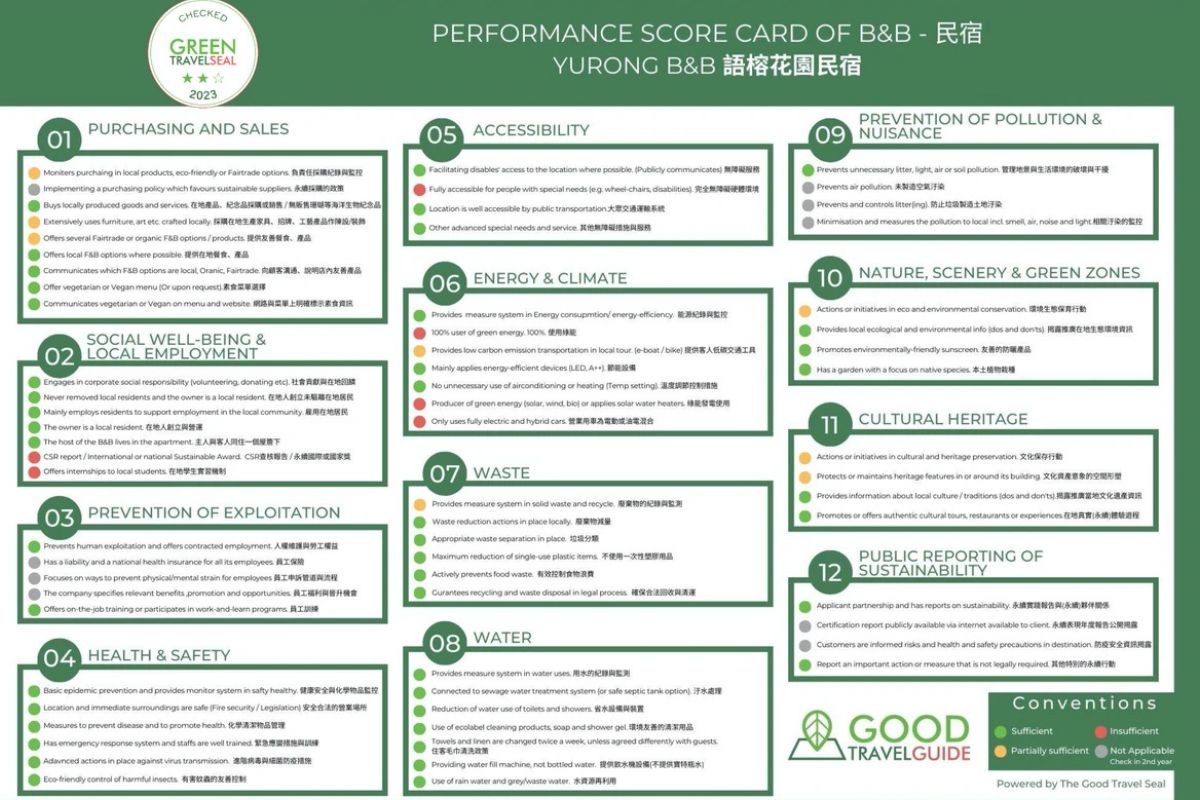 CHECKED
GREEN
TRAVELSEAL
2023
PERFORMANCE SCORE CARD OF B&B - 民宿
YURONG B&B 語榕花園民宿
01 PURCHASING AND SALES
Moniters purchasing in local products, eco-friendly or Fairtrade options. 負責任採購紀錄與監控
Implementing a purchasing policy which favours sustainable suppliers. 永續採購的政策
Buys locally produced goods and services. 在地產品、紀念品採購或銷售 / 無販售珊瑚等海洋生物紀念品
Extensively uses furniture, art etc. crafted locally. 採購在地生產家具、招牌、工藝產品作陳設/裝飾
Offers several Fairtrade or organic F&B options / products. 提供友善餐食、產品
Offers local F&B options where possible. 提供在地餐食、產品
Communicates which F&B options are local, Oranic, Fairtrade. 向顧客溝通、說明店內友善產品
Offer vegetarian or Vegan menu (Or upon request).素食菜單選擇
Communicates vegetarian or Vegan on menu and website. 網路與菜單上明確標示素食資訊
02 SOCIAL WELL-BEING &
LOCAL EMPLOYMENT
Engages in corporate social responsibility (volunteering, donating etc). 社會貢獻與在地回饋
Never removed local residents and the owner is a local resident. 在地人創立未驅離在地居民
Mainly employs residents to support employment in the local community. 雇用在地居民
The owner is a local resident. 在地人創立與營運
The host of the B&B lives in the apartment. 主人與客人同住一個屋簷下
CSR report / International or national Sustainable Award. CSR查核報告 / 永續國際或國家獎
Offers internships to local students. 在地學生實習機制
03 PREVENTION OF EXPLOITATION
Prevents human exploitation and offers contracted employment. 人權維護與勞工權益
Has a liability and a national health insurance for all its employees. 員工保險
Focuses on ways to prevent physical/mental strain for employees. 員工申訴管道與流程
The company specifies relevant benefits ,promotion and opportunities. 員工福利與晉升機會
Offers on-the-job training or participates in work-and-learn programs. 員工訓練
04 HEALTH & SAFETY
Basic epidemic prevention and provides monitor system in safty healthy. 健康安全與化學物品監控
Location and immediate surroundings are safe (Fire security / Legislation) 安全合法的營業場所
Measures to prevent disease and to promote health. 化學清潔物品管理
Has emergency response system and staffs are well trained. 緊急應變措施與訓練
Adavnced actions in place against virus transmission. 進階病毒與細菌防疫措施
Eco-friendly control of harmful insects. 有害蚊蟲的友善控制
05 ACCESSIBILITY
Facilitating disables' access to the location where possible. (Publicly communicates) 無障礙服務
Fully accessible for people with special needs (e.g. wheel-chairs, disabilities). 完全無障礙硬體環境
Location is well accessible by public transportation.大眾交通運輸系統
Other advanced special needs and service. 其他無障礙措施與服務
06 ENERGY & CLIMATE
Provides measure system in Energy consupmtion/ energy-efficiency. 能源紀錄與監控
100% user of green energy. 100%. 使用綠能
Provides low carbon emission transportation in local tour. (e-boat / bike) 提供客人低碳交通工具
Mainly applies energy-efficient devices (LED, A++). 節能設備
No unnecessary use of airconditioning or heating (Temp setting). 溫度調節控制措施
Producer of green energy (solar, wind, bio) or applies solar water heaters. 綠能發電使用
Only uses fully electric and hybrid cars. 營業用車為電動或油電混合
07 WASTE
Provides measure system in solid waste and recycle. 廢棄物的紀錄與監測
Waste reduction actions in place locally. 廢棄物減量
Appropriate waste separation in place. 垃圾分類
Maximum reduction of single-use plastic items. 不使用一次性塑膠用品
Actively prevents food waste. 有效控制食物浪費
Gurantees recycling and waste disposal in legal process. 確保合法回收與清運
08 WATER
Provides measure system in water uses. 用水的紀錄與監測
Connected to sewage water treatment system (or safe septic tank option). 汙水處理
Reduction of water use of toilets and showers. 省水設備與裝置
Use of ecolabel cleaning products, soap and shower gel. 環境友善的清潔用品
Towels and linen are changed twice a week, unless agreed differently with guests.
住客毛巾清洗政策
Providing water fill machine, not bottled water. 提供飲水機設備(不提供寶特瓶水)
Use of rain water and grey/waste water. 水資源再利用
09 PREVENTION OF POLLUTION &
NUISANCE
Prevents unnecessary litter, light, air or soil pollution. 管理地景與生活環境的破壞與干擾
Prevents air pollution. 未製造空氣汙染
Prevents and controls litter(ing). 防止垃圾製造土地汙染
Minimisation and measures the pollution to local incl. smell, air, noise and light.相關汙染的監控
10 NATURE, SCENERY & GREEN ZONES
Actions or initiatives in eco and environmental conservation. 環境生態保育行動
Provides local ecological and environmental info (dos and don'ts). 揭露推廣在地生態環境資訊
Promotes environmentally-friendly sunscreen. 友善的防曬產品
Has a garden with a focus on native species. 本土植物栽種
11 CULTURAL HERITAGE
Actions or initiatives in cultural and heritage preservation. 文化保存行動
Protects or maintains heritage features in or around its building. 文化資產意象的空間形塑
Provides information about local culture / traditions (dos and don'ts).揭露推廣當地文化遺產資訊
Promotes or offers authentic cultural tours, restaurants or experiences.在地真實(永續)體驗遊程
12 PUBLIC REPORTING OF
SUSTAINABILITY
Applicant partnership and has reports on sustainability. 永續實踐報告與(永續)夥伴關係
Certification report publicly available via internet available to client. 永續表現年度報告公開揭露
Customers are informed risks and health and safety precautions in destination. 防疫安全資訊揭露
Report an important action or measure that is not legally required. 其他特別的永續行動
GOOD
TRAVELGUIDE
Conventions
Sufficient
Insufficient
Partially sufficient
Not Applicable
Check in 2nd year
Powered by The Good Travel Seal